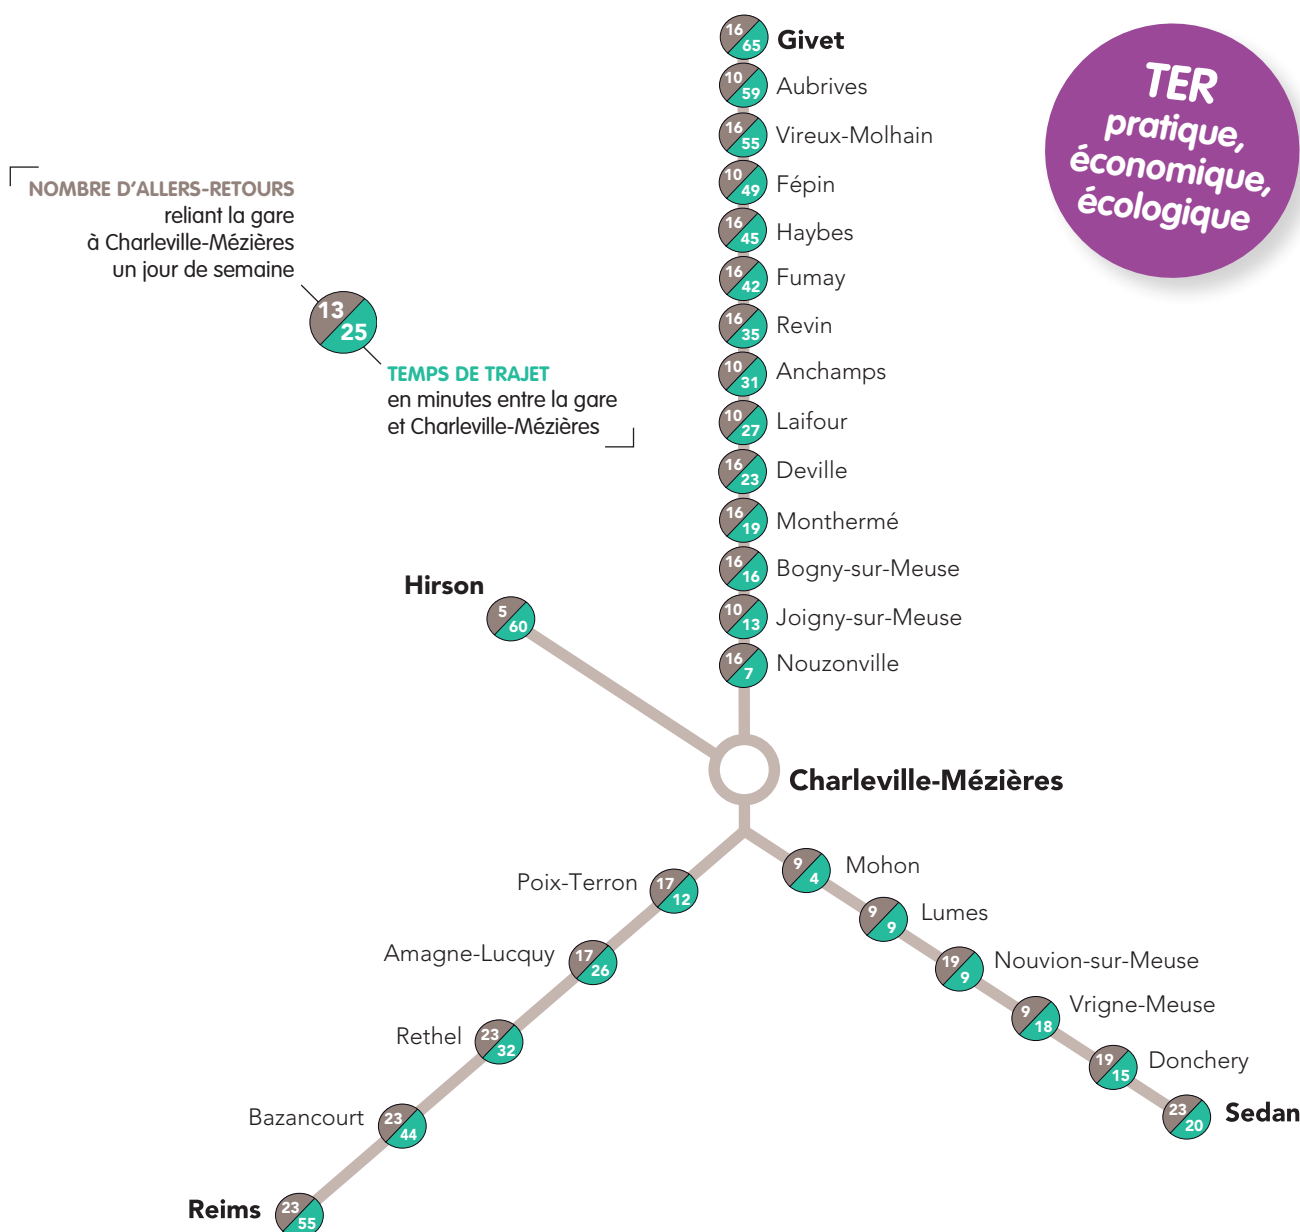 16
65
Givet
10
59
Aubrives
16
55
Vireux-Molhain
10
49
Fépin
16
45
Haybes
16
42
Fumay
16
35
Revin
10
31
Anchamps
10
27
Laifour
16
23
Deville
16
19
Monthermé
16
16
Bogny-sur-Meuse
10
13
Joigny-sur-Meuse
16
7
Nouzonville
TER
pratique,
économique,
écologique
NOMBRE D'ALLERS-RETOURS
reliant la gare
à Charleville-Mézières
un jour de semaine
13
25
TEMPS DE TRAJET
en minutes entre la gare
et Charleville-Mézières
Hirson
5
60
Charleville-Mézières
Poix-Terron
17
12
Amagne-Lucquy
17
26
Rethel
23
32
Bazancourt
23
44
Reims
23
55
9
4
Mohon
9
9
Lumes
19
9
Nouvion-sur-Meuse
9
18
Vrigne-Meuse
19
15
Donchery
23
20
Sedan